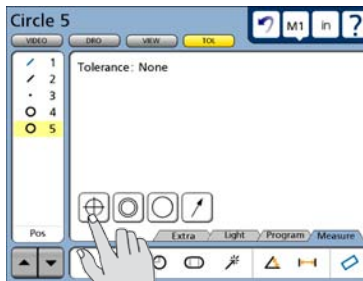 Circle 5
M1 in ?
VIDEO DRO VIEW TOL
1
2
3
4
5
Tolerance: None
Pos
Extra Light Program Measure